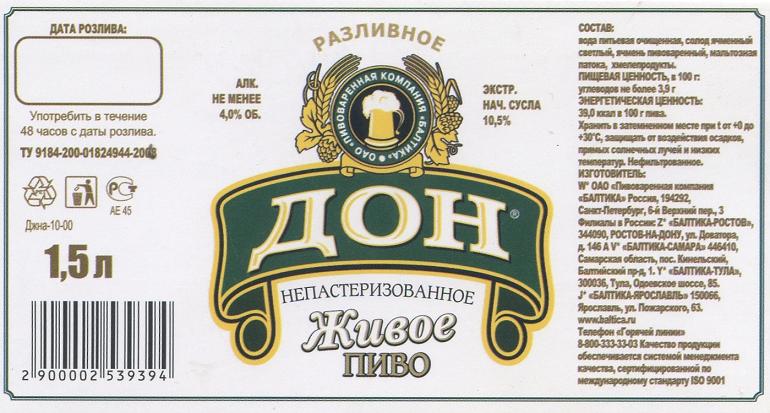 ДАТА РОЗЛИВА:
Употребить в течение
48 часов с даты розлива.
ТУ 9184-200-01824944-2008
РС
АЕ 45
Джна-10-00
1,5 л
2 900002 539394
РАЗЛИВНОЕ
АЛК.
НЕ МЕНЕЕ
4,0% ОБ.
ОАО «ПИВОВАРЕННАЯ КОМПАНИЯ «БАЛТИКА»
ЭКСТР.
НАЧ. СУСЛА
10,5%
ДОН®
НЕПАСТЕРИЗОВАННОЕ
Живое
ПИВО
СОСТАВ:
вода питьевая очищенная, солод ячменный
светлый, ячмень пивоваренный, мальтозная
патока, хмелепродукты.
ПИЩЕВАЯ ЦЕННОСТЬ, в 100 г:
углеводов не более 3,9 г
ЭНЕРГЕТИЧЕСКАЯ ЦЕННОСТЬ:
39,0 ккал в 100 г пива.
Хранить в затемненном месте при t от +0 до
+30°С, защищать от воздействия осадков,
прямых солнечных лучей и низких
температур. Нефильтрованное.
ИЗГОТОВИТЕЛЬ:
W* ОАО «Пивоваренная компания
«БАЛТИКА» Россия, 194292,
Санкт-Петербург, 6-й Верхний пер., 3
Филиалы в России: Z* «БАЛТИКА-РОСТОВ»,
344090, РОСТОВ-НА-ДОНУ, ул. Доватора,
д. 146 А V* «БАЛТИКА-САМАРА» 446410,
Самарская область, пос. Кинельский,
Балтийский пр-д, 1. Y* «БАЛТИКА-ТУЛА»,
300036, Тула, Одоевское шоссе, 85.
J* «БАЛТИКА-ЯРОСЛАВЛЬ» 150066,
Ярославль, ул. Пожарского, 63.
www.baltica.ru
Телефон «Горячей линии»
8-800-333-33-03 Качество продукции
обеспечивается системой менеджмента
качества, сертифицированной по
международному стандарту ISO 9001